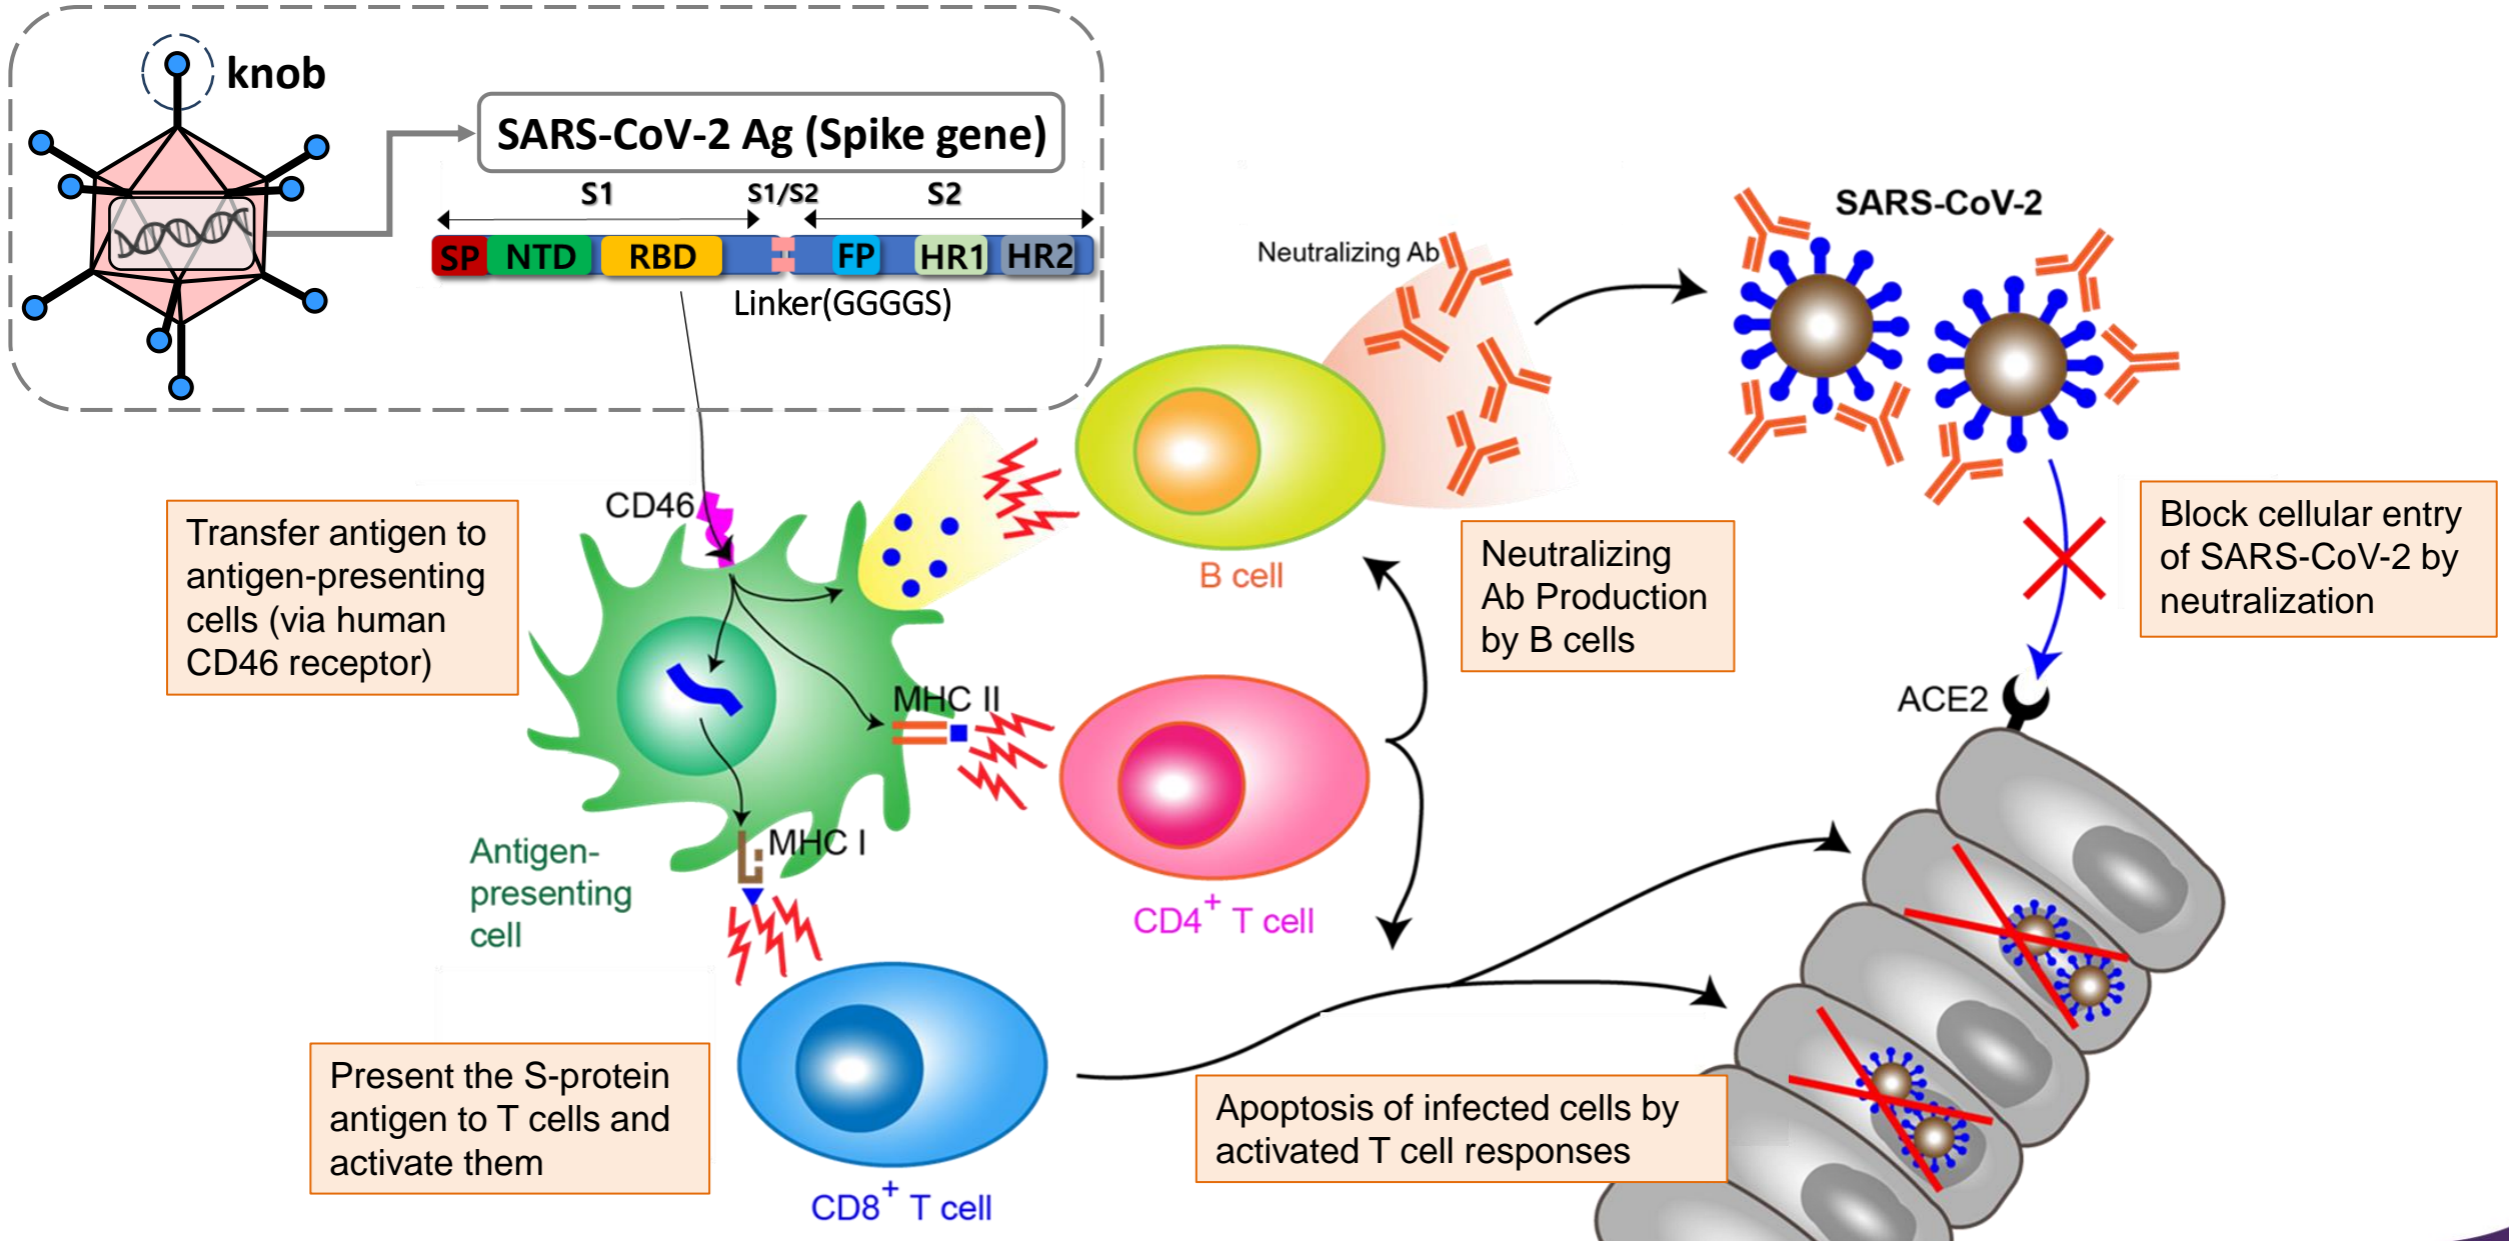 knob
SARS-CoV-2 Ag (Spike gene)
S1
S1/S2
S2
SP
NTD
RBD
FP
HR1
HR2
Linker(GGGGS)
SARS-CoV-2
Neutralizing Ab
CD46
Transfer antigen to
antigen-presenting
cells (via human
CD46 receptor)
B cell
Neutralizing
Ab Production
by B cells
Block cellular entry
of SARS-CoV-2 by
neutralization
MHC II
ACE2
MHC I
Antigen-
presenting
cell
CD4+ T cell
Present the S-protein
antigen to T cells and
activate them
CD8+ T cell
Apoptosis of infected cells by
activated T cell responses